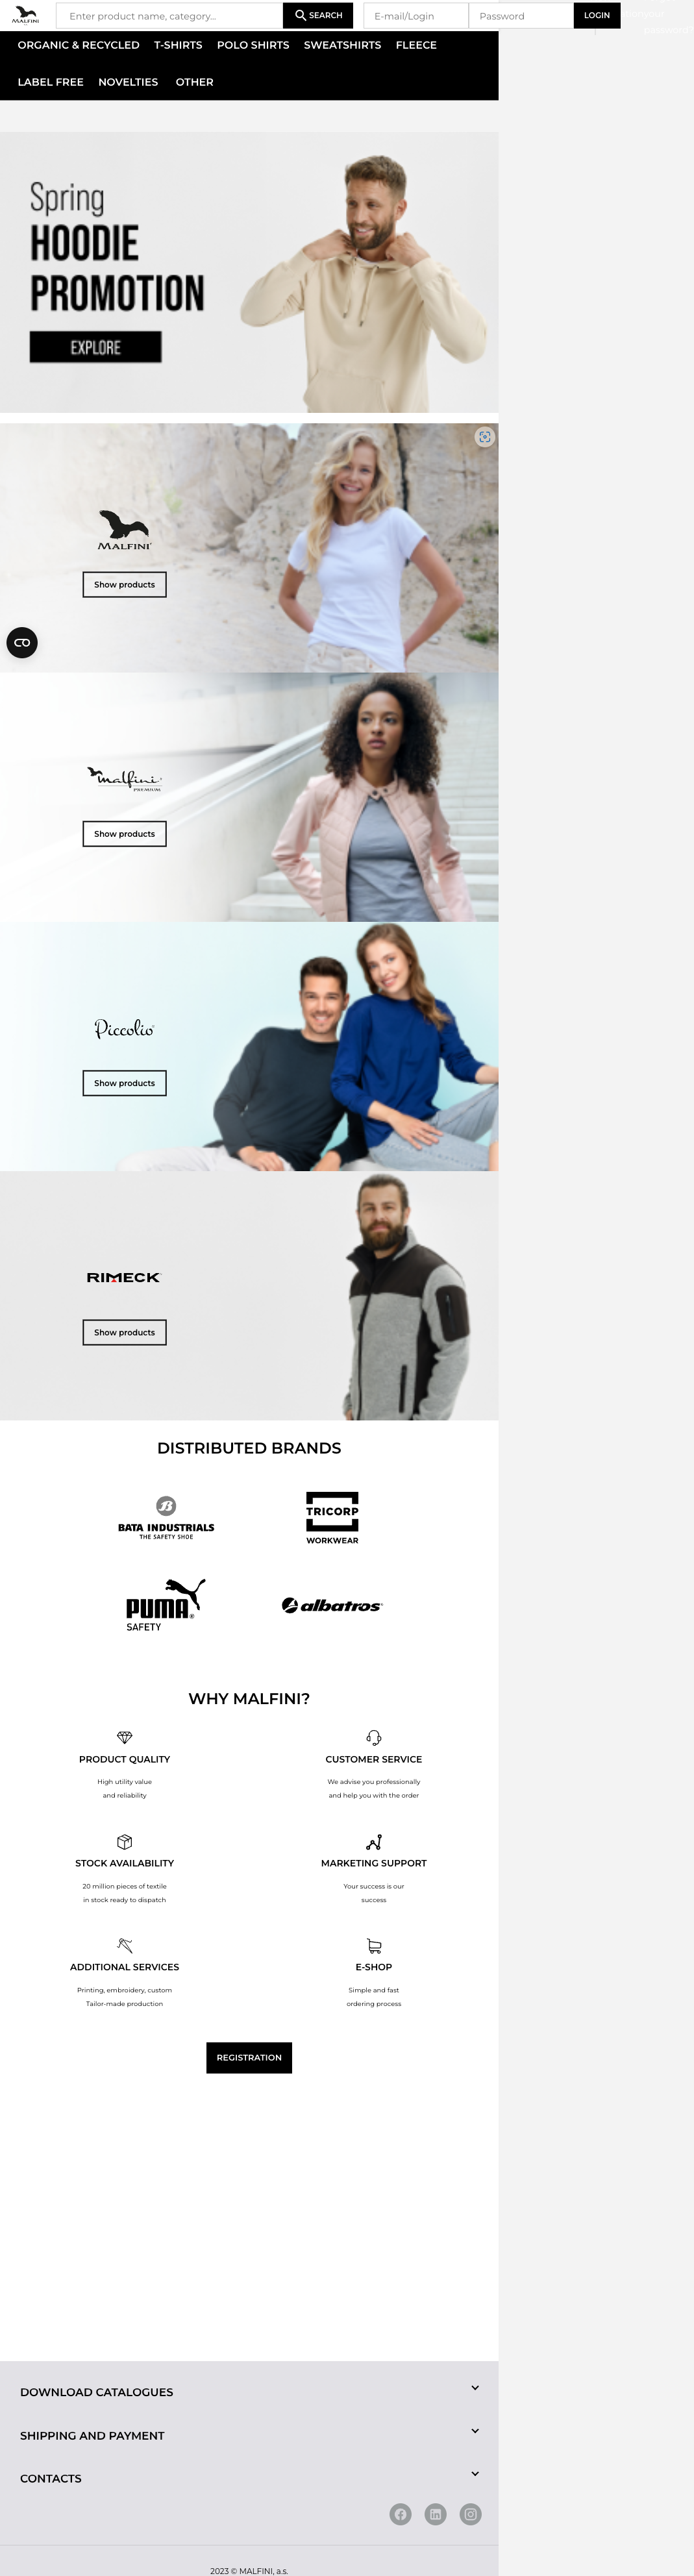 MALFINI
Enter product name, category...
SEARCH
E-mail/Login
Password
LOGIN
ORGANIC & RECYCLED
T-SHIRTS
POLO SHIRTS
SWEATSHIRTS
FLEECE
LABEL FREE
NOVELTIES
OTHER
Spring
HOODIE
PROMOTION
EXPLORE
MALFINI
Show products
malfini
PREMIUM
Show products
Piccolio
Show products
RIMECK
Show products
DISTRIBUTED BRANDS
B
BATA INDUSTRIALS
THE SAFETY SHOE
TRICORP
WORKWEAR
PUMA
SAFETY
albatros
WHY MALFINI?
PRODUCT QUALITY
High utility value
and reliability
CUSTOMER SERVICE
We advise you professionally
and help you with the order
STOCK AVAILABILITY
20 million pieces of textile
in stock ready to dispatch
MARKETING SUPPORT
Your success is our
success
ADDITIONAL SERVICES
Printing, embroidery, custom
Tailor-made production
E-SHOP
Simple and fast
ordering process
REGISTRATION
DOWNLOAD CATALOGUES
SHIPPING AND PAYMENT
CONTACTS
2023 © MALFINI, a.s.